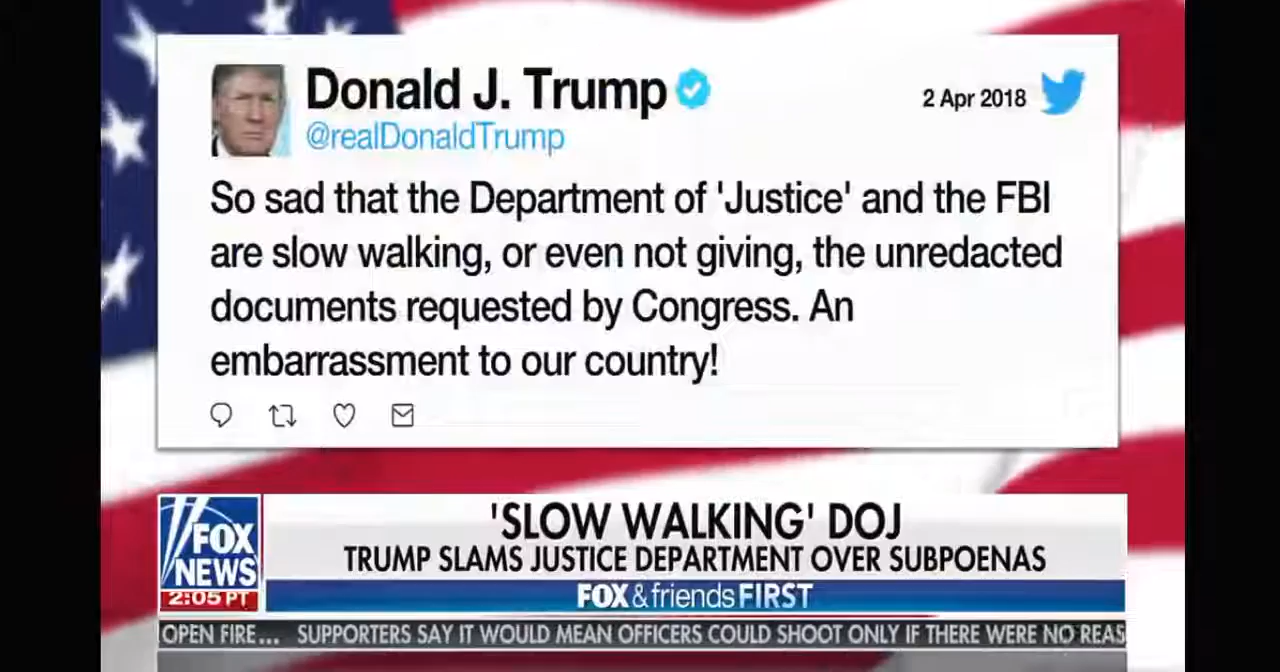 Donald J. Trump
2 Apr 2018
@realDonaldTrump
So sad that the Department of 'Justice' and the FBI
are slow walking, or even not giving, the unredacted
documents requested by Congress. An
embarrassment to our country!
FOX
NEWS
2:05 PT
'SLOW WALKING' DOJ
TRUMP SLAMS JUSTICE DEPARTMENT OVER SUBPOENAS
FOX & friends FIRST
OPEN FIRE... SUPPORTERS SAY IT WOULD MEAN OFFICERS COULD SHOOT ONLY IF THERE WERE NO REAS